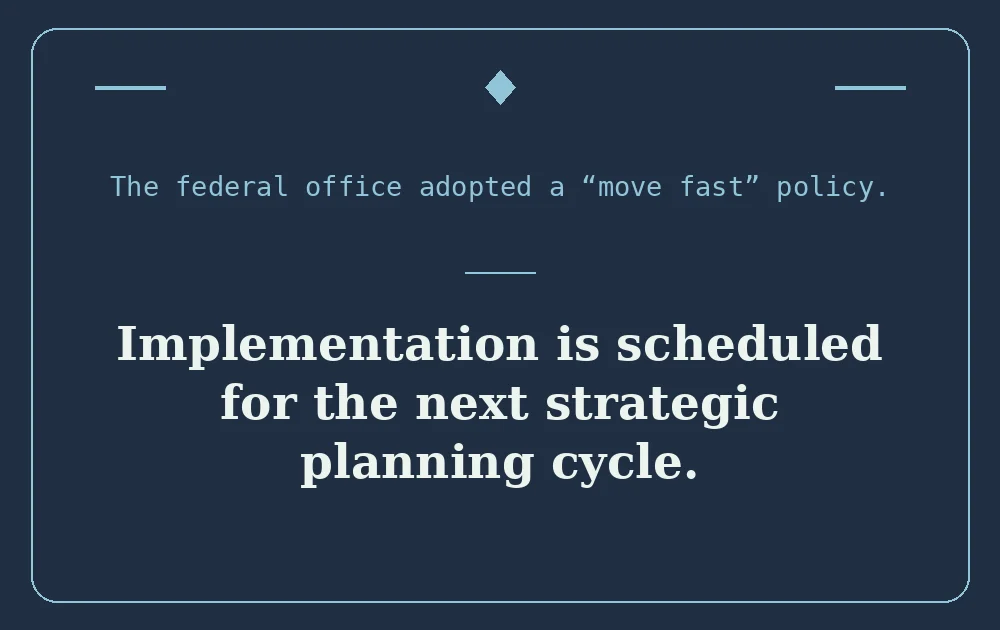 The federal office adopted a “move fast” policy.
Implementation is scheduled
for the next strategic
planning cycle.